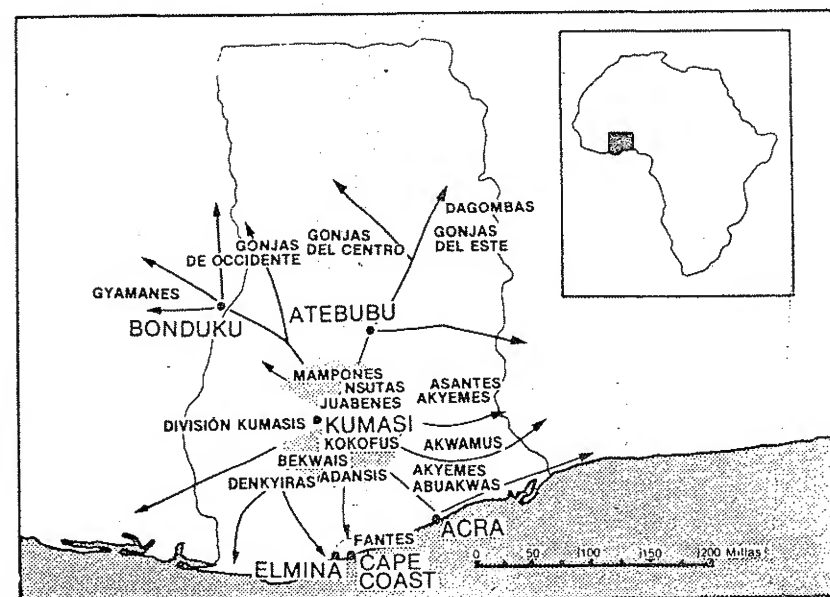 DAGOMBAS
GONJAS
DE OCCIDENTE
GONJAS
DEL CENTRO
GONJAS
DEL ESTE
GYAMANES
BONDUKU
ATEBUBU
MAMPONES
NSUTAS
JUABENES
ASANTES
AKYEMES
DIVISIÓN KUMASIS
KUMASI
KOKOFUS
AKWAMUS
BEKWAIS
ADANSIS
DENKYIRAS
AKYEMES
ABUAKWAS
ACRA
FANTES
ELMINA
CAPE
COAST
0 50 100 150 200 Millas